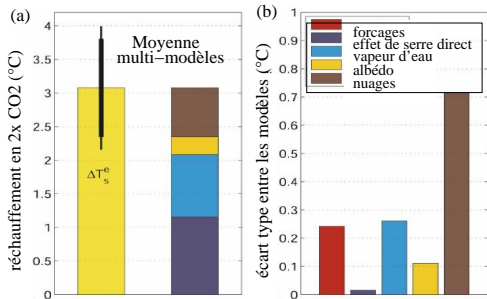 (a)
Moyenne
multi-modèles
réchauffement en 2x CO2 (°C)
4
3.5
3
2.5
2
1.5
1
0.5
0
ΔTₛᵉ
(b)
forcages
effet de serre direct
vapeur d'eau
albédo
nuages
écart type entre les modèles (°C)
1
0.9
0.8
0.7
0.6
0.5
0.4
0.3
0.2
0.1
0